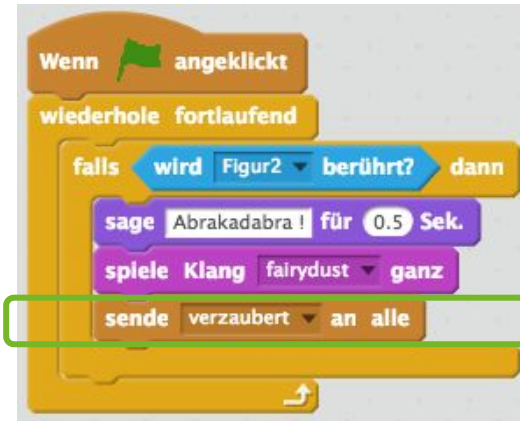 Wenn angeklickt
wiederhole fortlaufend
falls wird Figur2 berührt? dann
sage Abrakadabra ! für 0.5 Sek.
spiele Klang fairydust ganz
sende verzaubert an alle